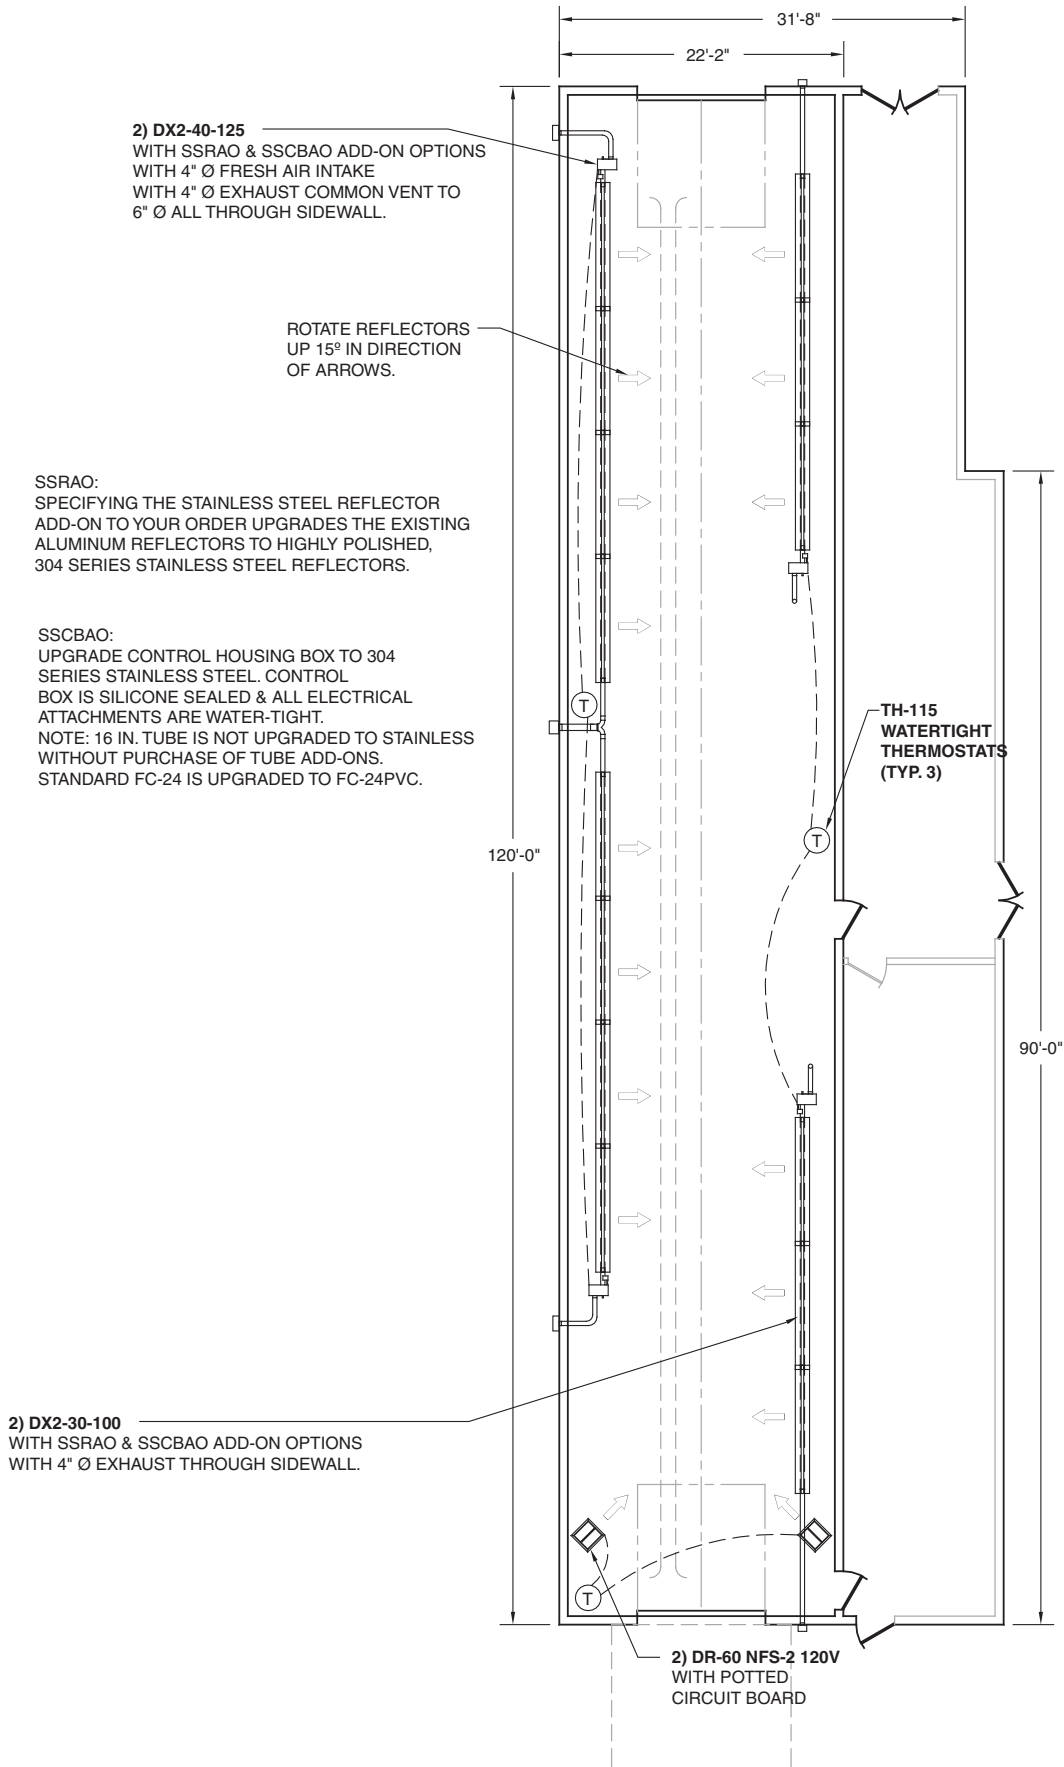 31'-8"
22'-2"
2) DX2-40-125
WITH SSRAO & SSCBAO ADD-ON OPTIONS
WITH 4" Ø FRESH AIR INTAKE
WITH 4" Ø EXHAUST COMMON VENT TO
6" Ø ALL THROUGH SIDEWALL.
ROTATE REFLECTORS
UP 15º IN DIRECTION
OF ARROWS.
SSRAO:
SPECIFYING THE STAINLESS STEEL REFLECTOR
ADD-ON TO YOUR ORDER UPGRADES THE EXISTING
ALUMINUM REFLECTORS TO HIGHLY POLISHED,
304 SERIES STAINLESS STEEL REFLECTORS.
SSCBAO:
UPGRADE CONTROL HOUSING BOX TO 304
SERIES STAINLESS STEEL. CONTROL
BOX IS SILICONE SEALED & ALL ELECTRICAL
ATTACHMENTS ARE WATER-TIGHT.
NOTE: 16 IN. TUBE IS NOT UPGRADED TO STAINLESS
WITHOUT PURCHASE OF TUBE ADD-ONS.
STANDARD FC-24 IS UPGRADED TO FC-24PVC.
T
TH-115
WATERTIGHT
THERMOSTATS
(TYP. 3)
T
120'-0"
90'-0"
2) DX2-30-100
WITH SSRAO & SSCBAO ADD-ON OPTIONS
WITH 4" Ø EXHAUST THROUGH SIDEWALL.
T
2) DR-60 NFS-2 120V
WITH POTTED
CIRCUIT BOARD